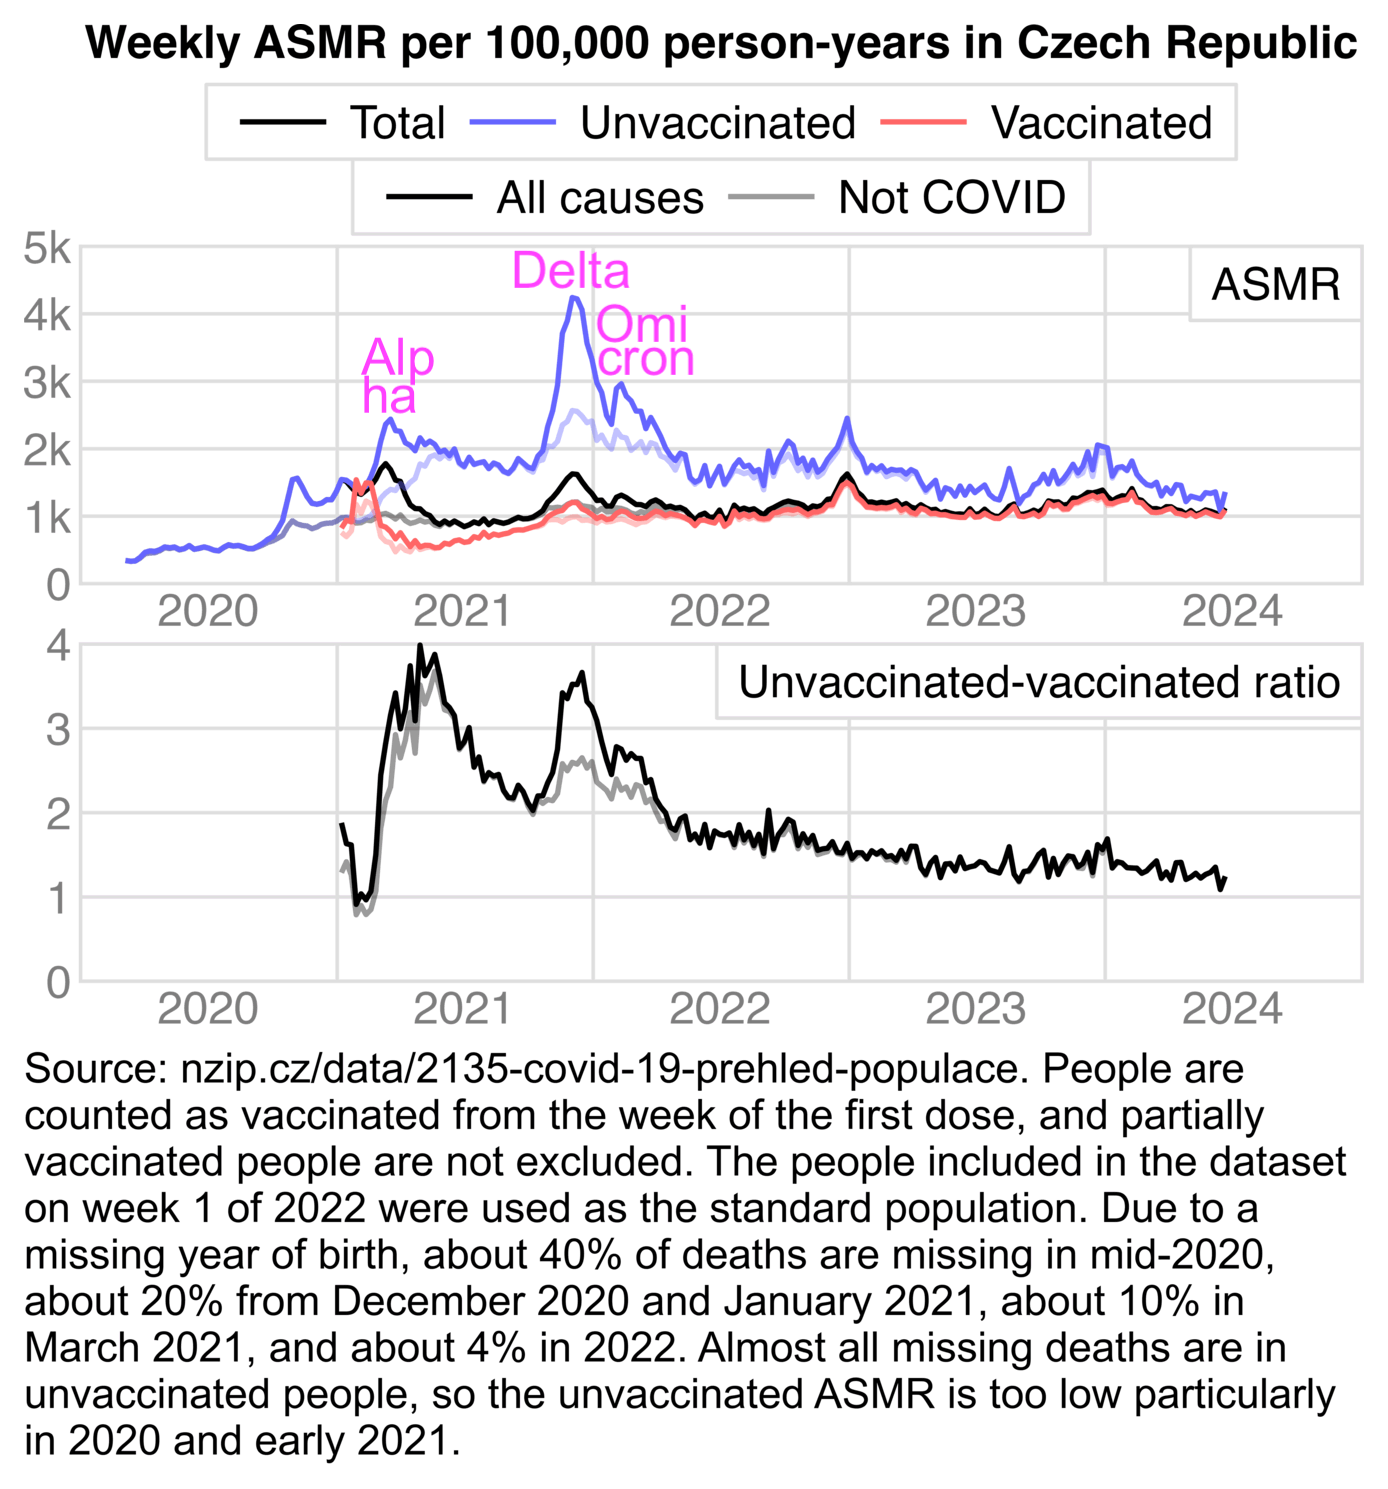 Weekly ASMR per 100,000 person-years in Czech Republic
Total Unvaccinated Vaccinated
All causes Not COVID
5k
4k
3k
2k
1k
0
ASMR
Delta
Omi
cron
Alp
ha
2020 2021 2022 2023 2024
4
3
2
1
0
Unvaccinated-vaccinated ratio
2020 2021 2022 2023 2024
Source: nzip.cz/data/2135-covid-19-prehled-populace. People are
counted as vaccinated from the week of the first dose, and partially
vaccinated people are not excluded. The people included in the dataset
on week 1 of 2022 were used as the standard population. Due to a
missing year of birth, about 40% of deaths are missing in mid-2020,
about 20% from December 2020 and January 2021, about 10% in
March 2021, and about 4% in 2022. Almost all missing deaths are in
unvaccinated people, so the unvaccinated ASMR is too low particularly
in 2020 and early 2021.